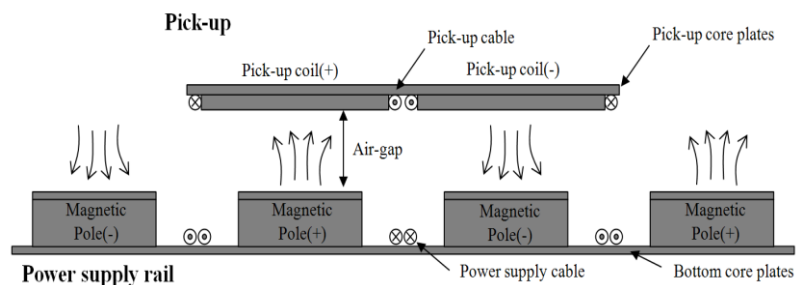 Pick-up
Pick-up cable
Pick-up core plates
Pick-up coil(+)
Pick-up coil(-)
Air-gap
Magnetic
Pole(-)
Magnetic
Pole(+)
Magnetic
Pole(-)
Magnetic
Pole(+)
Power supply rail
Power supply cable
Bottom core plates